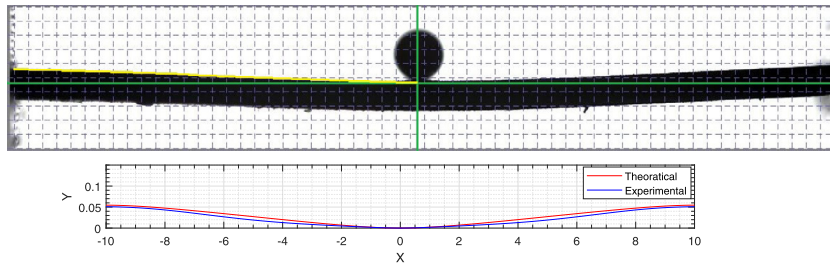 Theoratical
Experimental
Y
0.1
0.05
0
-10 -8 -6 -4 -2 0 2 4 6 8 10
X